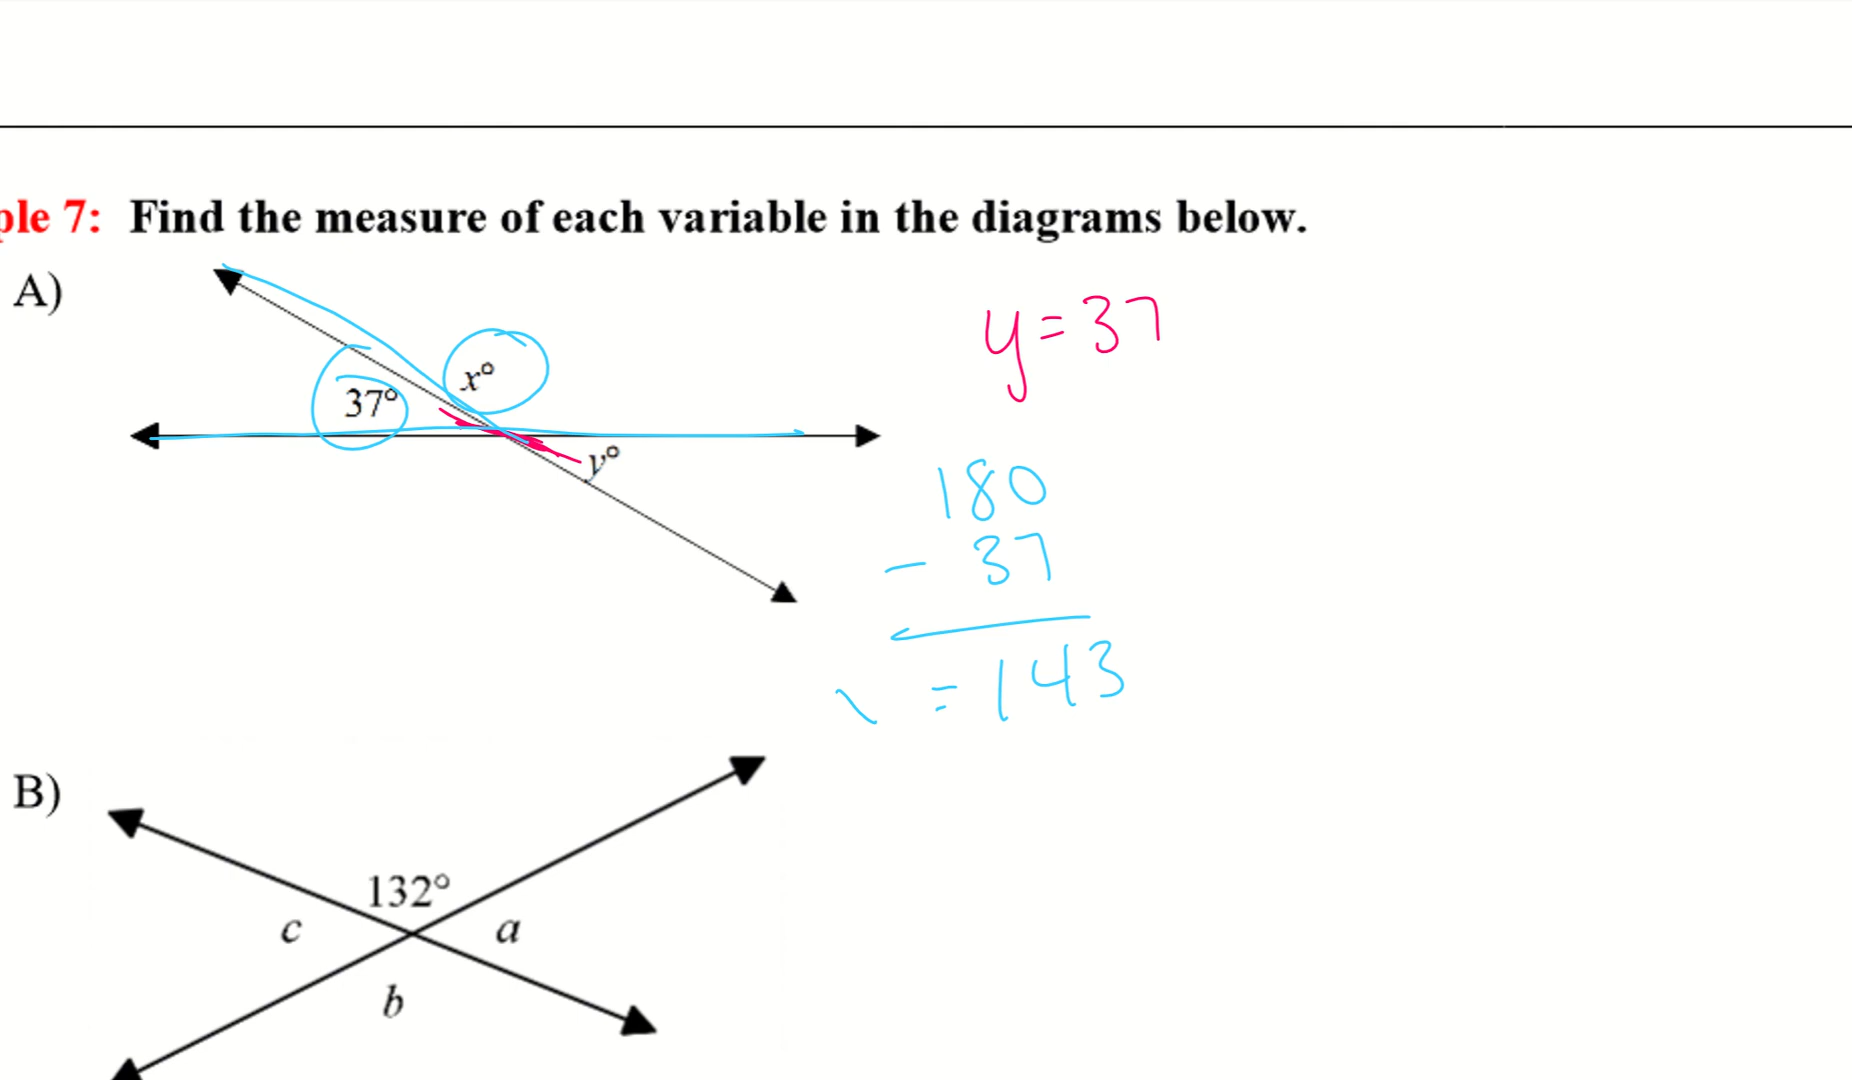 ple 7: Find the measure of each variable in the diagrams below.
A)
x°
37°
y°
y=37
180
- 37
= 143
B)
132°
c
a
b